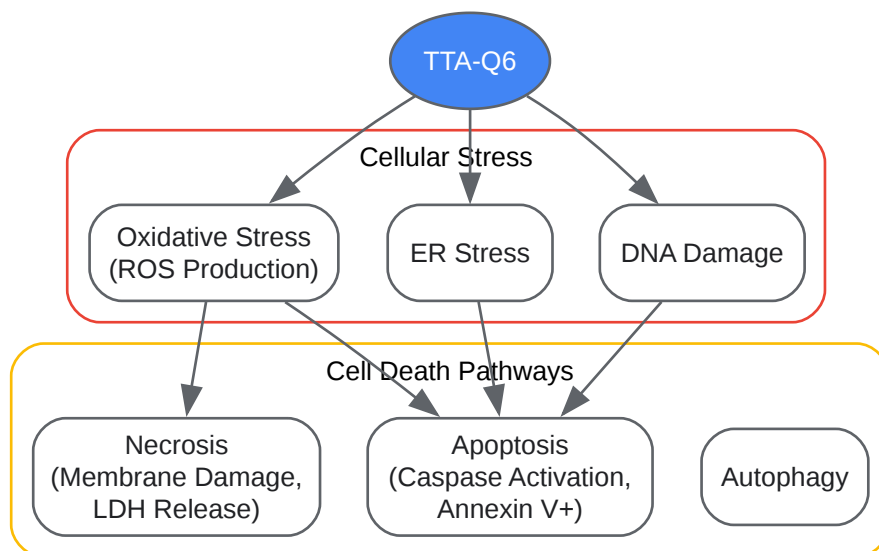 TTA-Q6
Cellular Stress
Oxidative Stress
(ROS Production)
ER Stress
DNA Damage
Cell Death Pathways
Necrosis
(Membrane Damage,
LDH Release)
Apoptosis
(Caspase Activation,
Annexin V+)
Autophagy